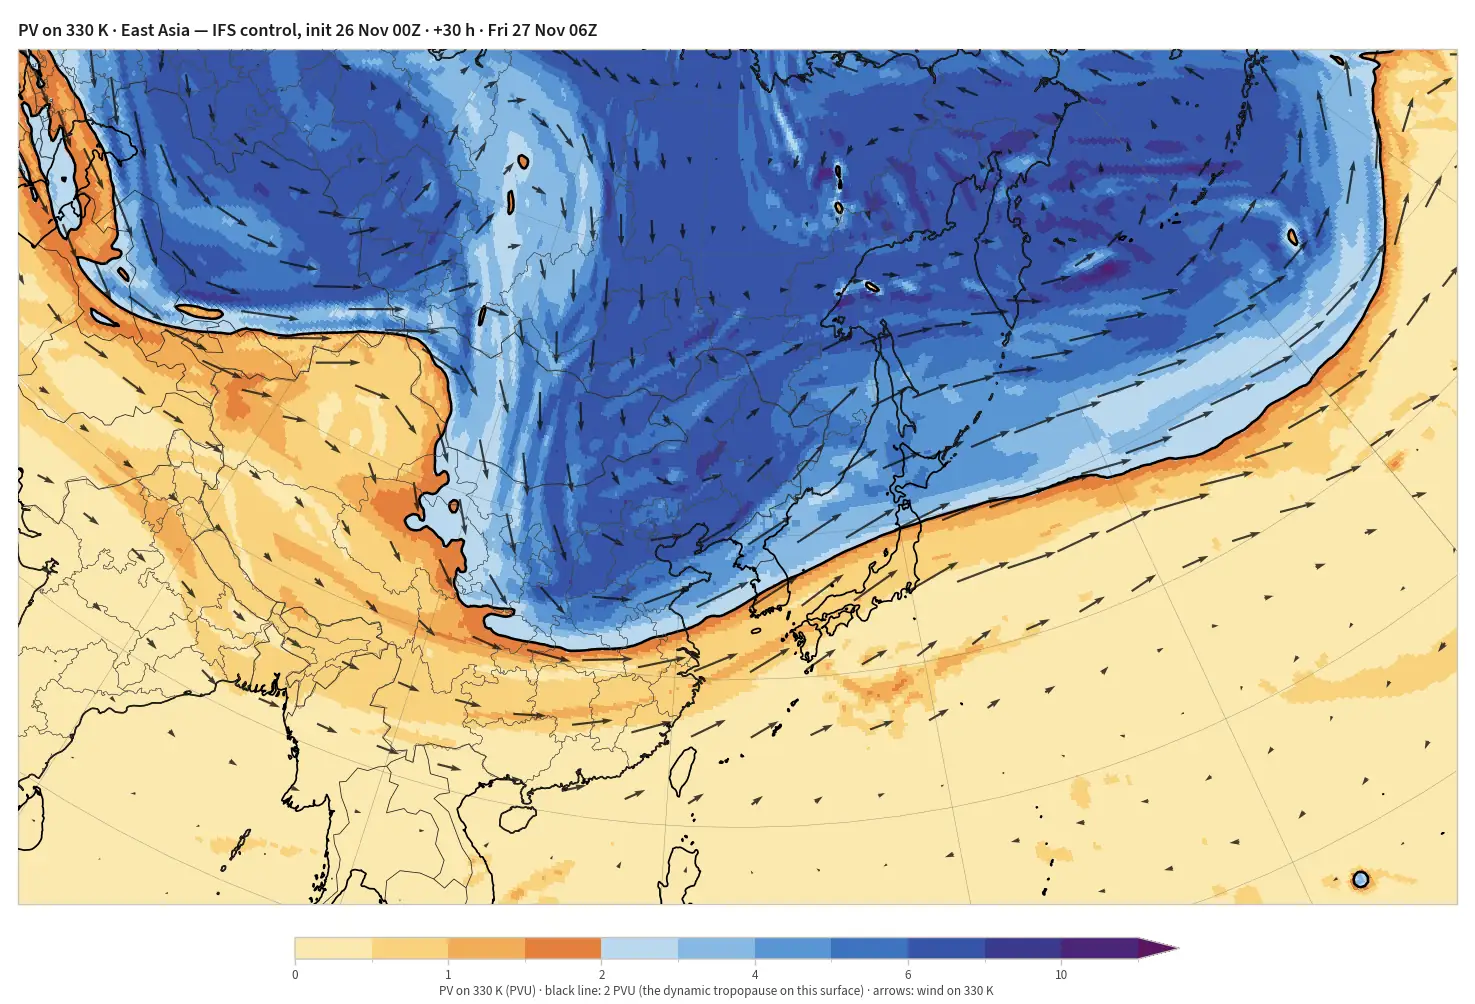 PV on 330 K · East Asia — IFS control, init 26 Nov 00Z · +30 h · Fri 27 Nov 06Z
0 1 2 4 6 10
PV on 330 K (PVU) · black line: 2 PVU (the dynamic tropopause on this surface) · arrows: wind on 330 K